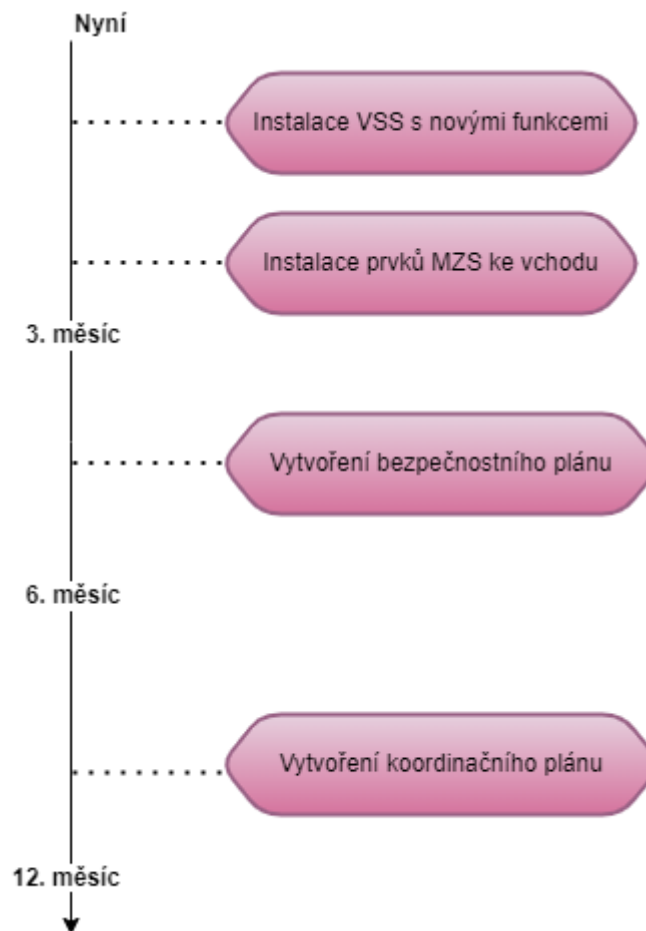 Nyní
Instalace VSS s novými funkcemi
Instalace prvků MZS ke vchodu
3. měsíc
Vytvoření bezpečnostního plánu
6. měsíc
Vytvoření koordinačního plánu
12. měsíc